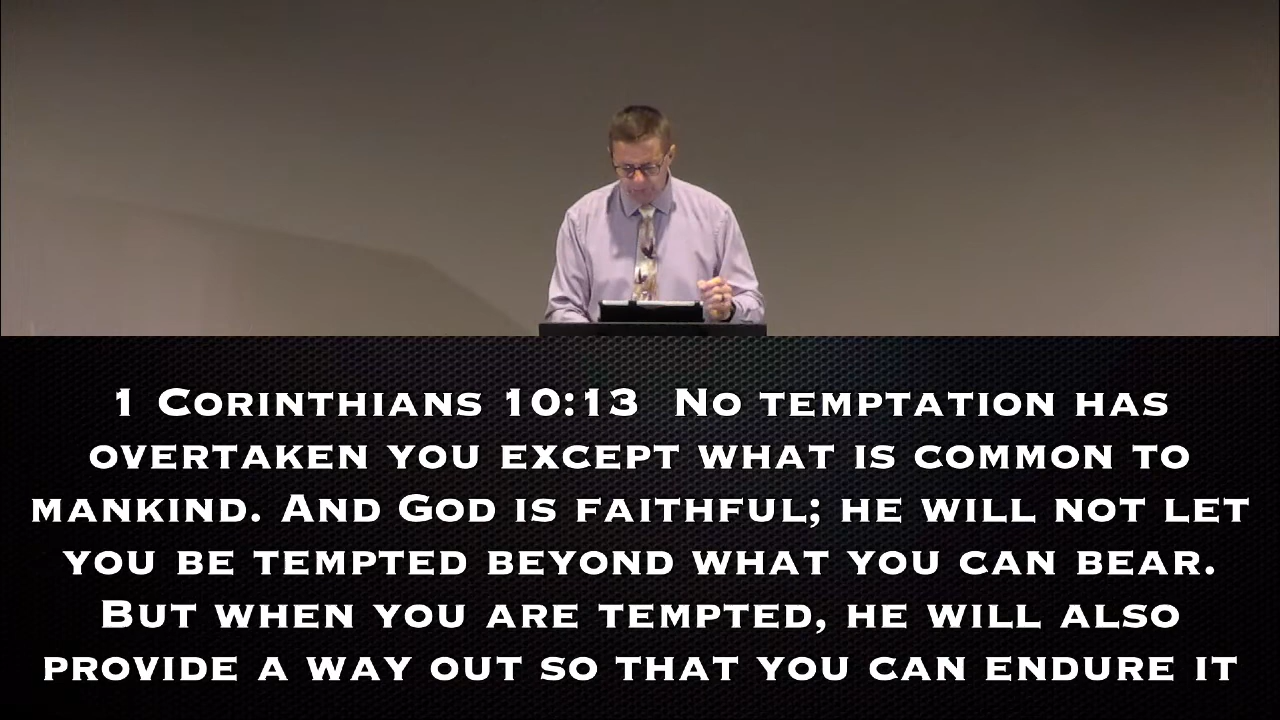 1 Corinthians 10:13  No temptation has
overtaken you except what is common to
mankind. And God is faithful; he will not let
you be tempted beyond what you can bear.
But when you are tempted, he will also
provide a way out so that you can endure it